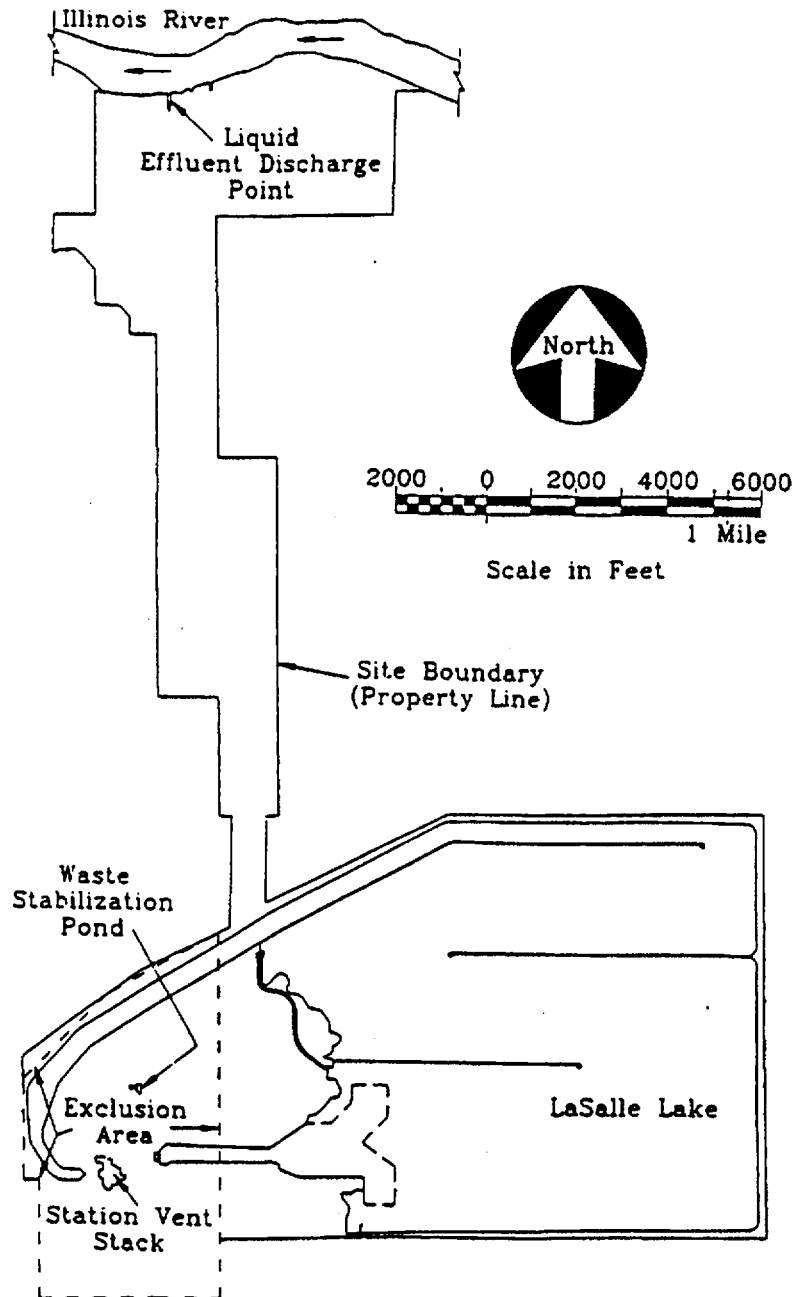 Illinois River
Liquid
Effluent Discharge
Point
North
2000 0 2000 4000 6000
1 Mile
Scale in Feet
Site Boundary
(Property Line)
Waste
Stabilization
Pond
Exclusion
Area
LaSalle Lake
Station Vent
Stack